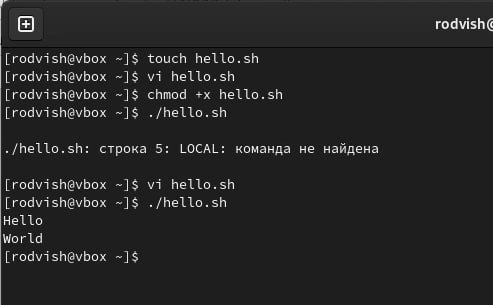 rodvish@
[rodvish@vbox ~]$ touch hello.sh
[rodvish@vbox ~]$ vi hello.sh
[rodvish@vbox ~]$ chmod +x hello.sh
[rodvish@vbox ~]$ ./hello.sh
./hello.sh: строка 5: LOCAL: команда не найдена
[rodvish@vbox ~]$ vi hello.sh
[rodvish@vbox ~]$ ./hello.sh
Hello
World
[rodvish@vbox ~]$